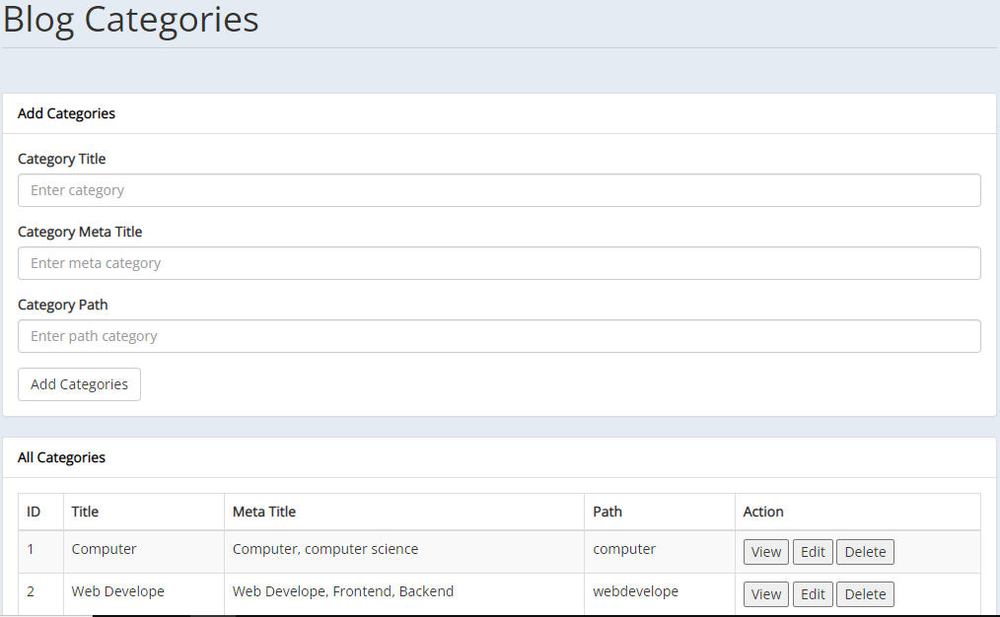 Blog Categories
Add Categories
Category Title
Enter category
Category Meta Title
Enter meta category
Category Path
Enter path category
Add Categories
All Categories
ID Title Meta Title Path Action
1 Computer Computer, computer science computer View Edit Delete
2 Web Develope Web Develope, Frontend, Backend webdevelope View Edit Delete